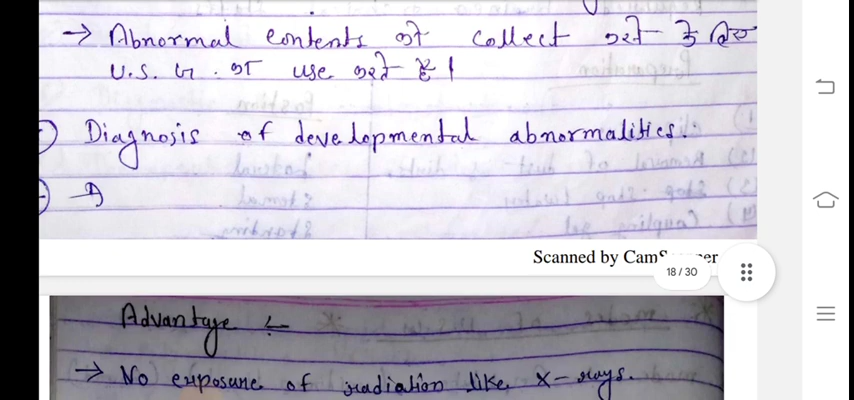 → Abnormal contents को collect करने के लिए
U.S. G. का use करते हैं।
Diagnosis of developmental abnormalities.
Scanned by Cam
18 / 30
Advantage :-
→ No exposure of radiation like X-rays.